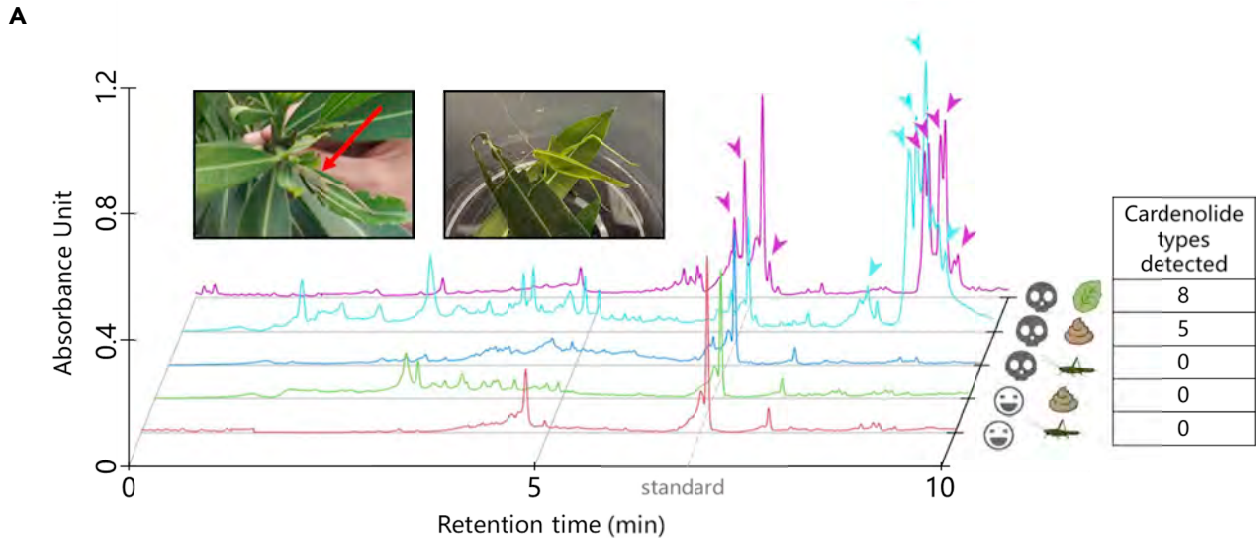 A
Absorbance Unit
1.2
0.8
0.4
0
0
5
standard
10
Retention time (min)
Cardenolide
types
detected
8
5
0
0
0